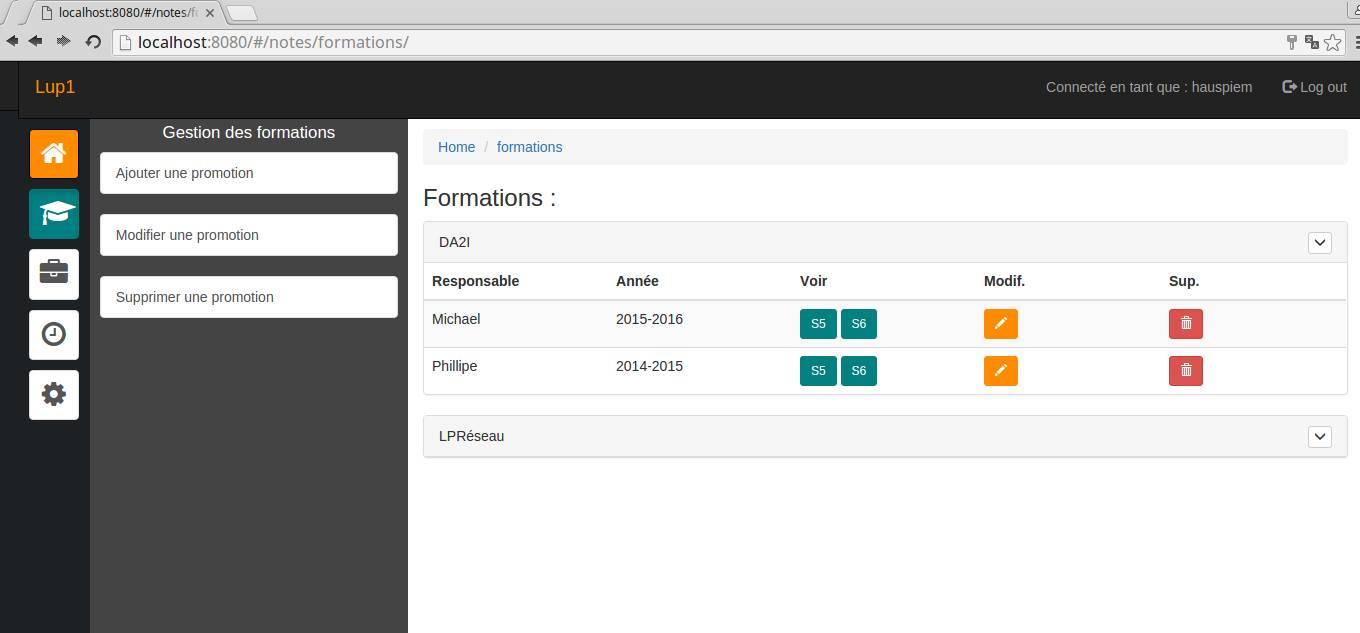 localhost:8080/#/notes/fo
localhost:8080/#/notes/formations/
Lup1
Connecté en tant que : hauspiem
Log out
Gestion des formations
Ajouter une promotion
Modifier une promotion
Supprimer une promotion
Home / formations
Formations :
DA2I
Responsable Année Voir Modif. Sup.
Michael 2015-2016 S5 S6
Phillipe 2014-2015 S5 S6
LPRéseau